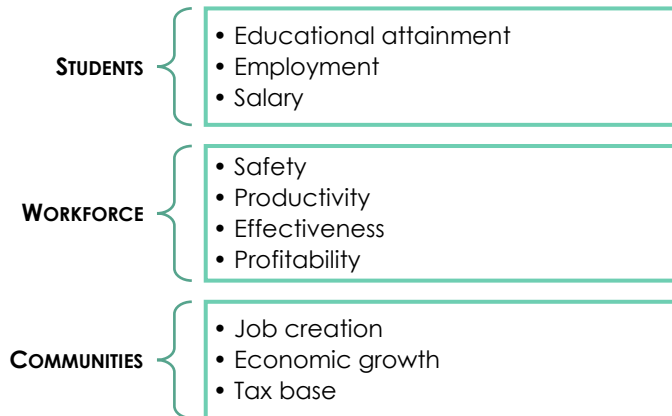 STUDENTS
• Educational attainment
• Employment
• Salary
WORKFORCE
• Safety
• Productivity
• Effectiveness
• Profitability
COMMUNITIES
• Job creation
• Economic growth
• Tax base